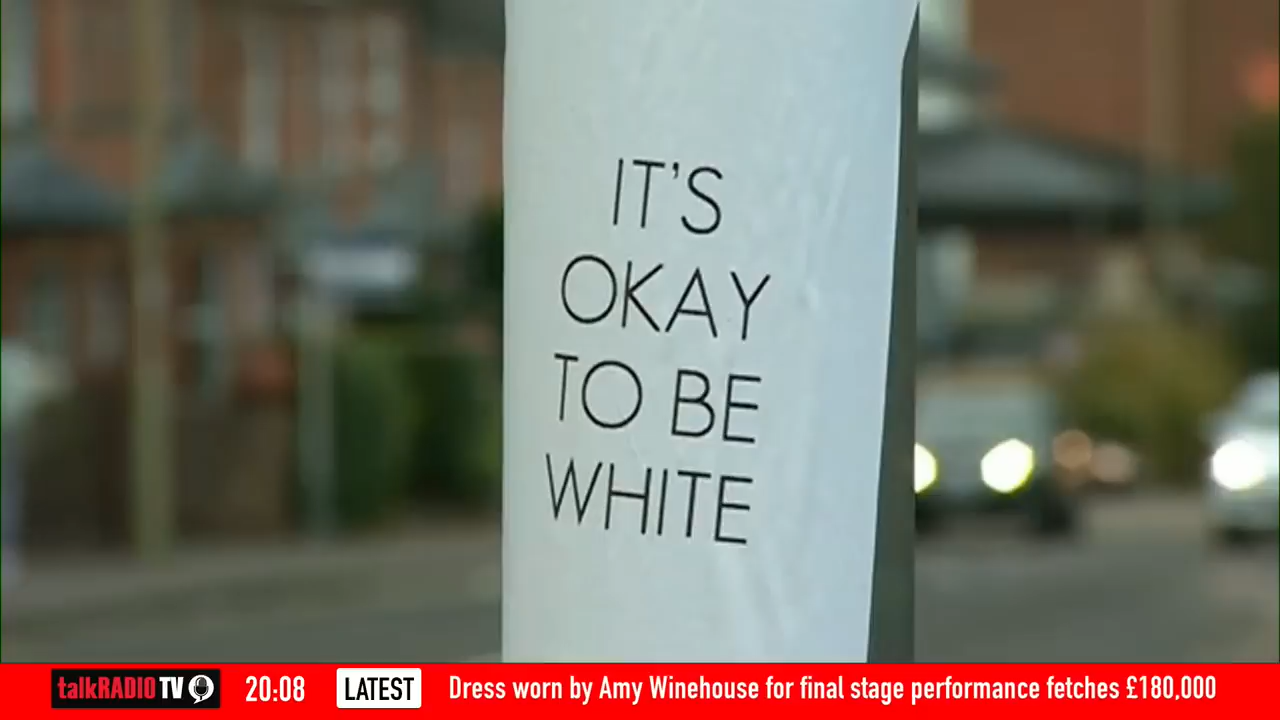 IT'S
OKAY
TO BE
WHITE
talkRADIO TV 20:08 LATEST Dress worn by Amy Winehouse for final stage performance fetches £180,000